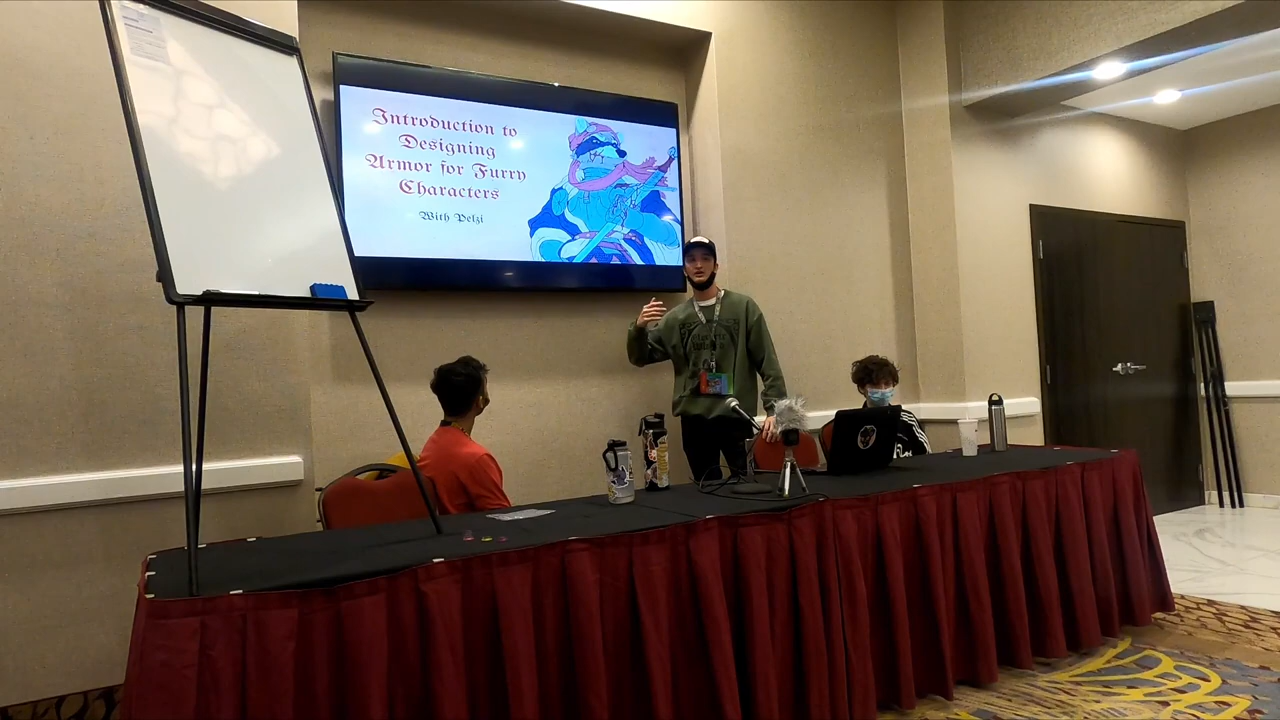 Introduction to
Designing
Armor for Furry
Characters
With Pelzi